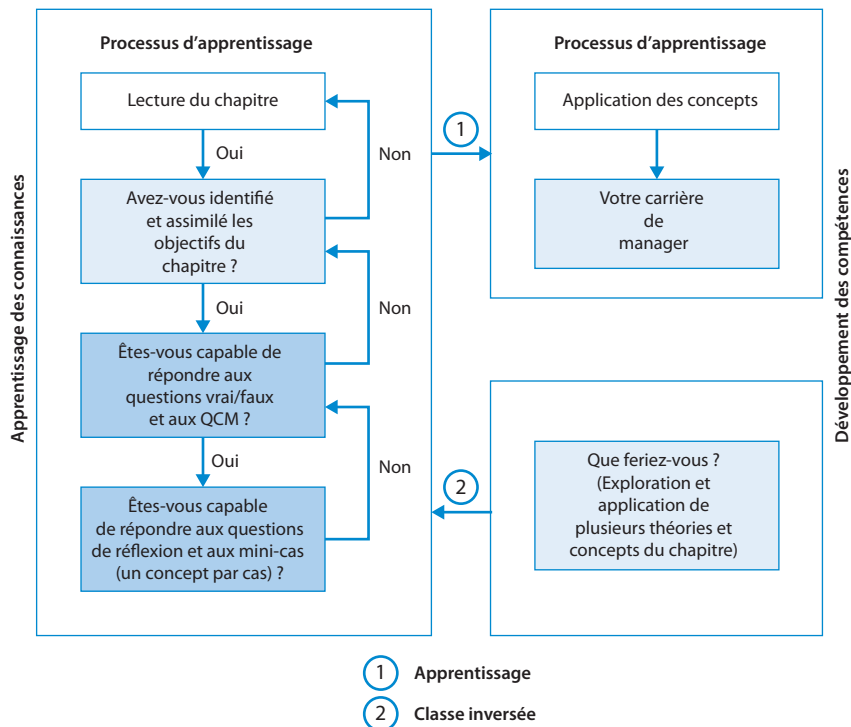 Processus d'apprentissage
Lecture du chapitre
Oui
Non
Avez-vous identifié
et assimilé les
objectifs du
chapitre ?
Oui
Non
Êtes-vous capable de
répondre aux
questions vrai/faux
et aux QCM ?
Oui
Non
Êtes-vous capable
de répondre aux questions
de réflexion et aux mini-cas
(un concept par cas) ?
Apprentissage des connaissances
1
2
Processus d'apprentissage
Application des concepts
Votre carrière
de
manager
Que feriez-vous ?
(Exploration et
application de
plusieurs théories et
concepts du chapitre)
Développement des compétences
1 Apprentissage
2 Classe inversée